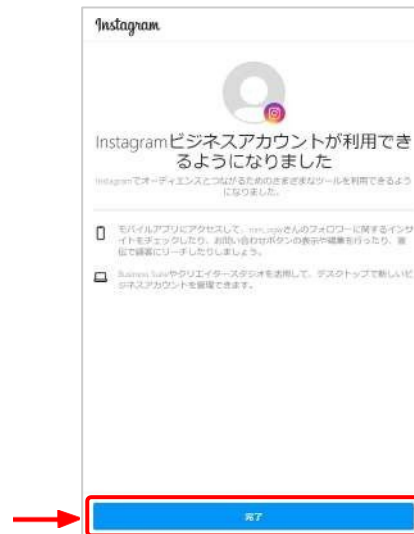 Instagram
Instagramビジネスアカウントが利用でき
るようになりました
Instagramでオーディエンスとつながるためのさまざまなツールを利用できるよう
になりました。
モバイルアプリにアクセスして、さんのフォロワーに関するインサ
イトをチェックしたり、お問い合わせボタンの表示や編集を行ったり、宣
伝で顧客にリーチしたりしましょう。
Business Suiteやクリエイタースタジオを活用して、デスクトップで新しいビ
ジネスアカウントを管理できます。
完了